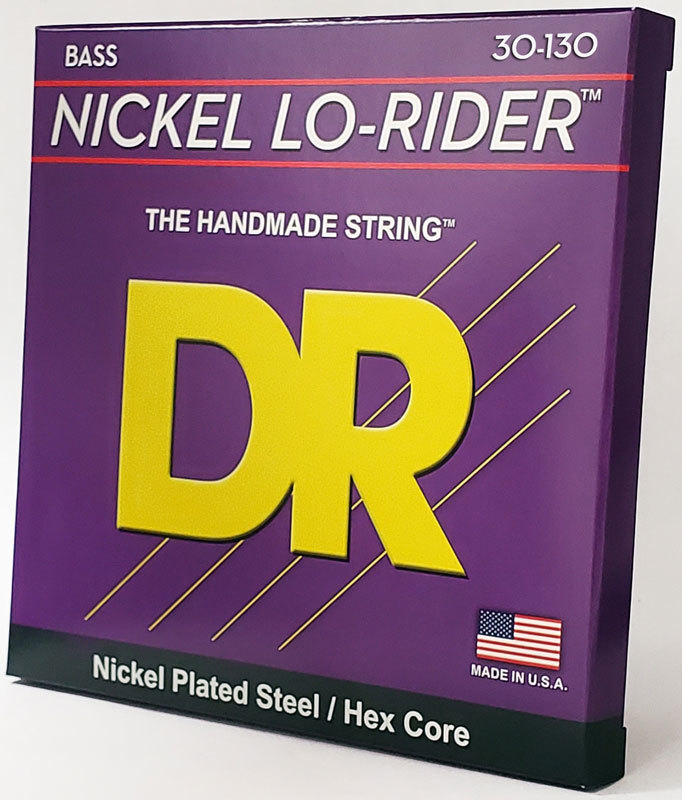 BASS
30-130
NICKEL LO-RIDER™
THE HANDMADE STRING™
DR
MADE IN U.S.A.
Nickel Plated Steel / Hex Core